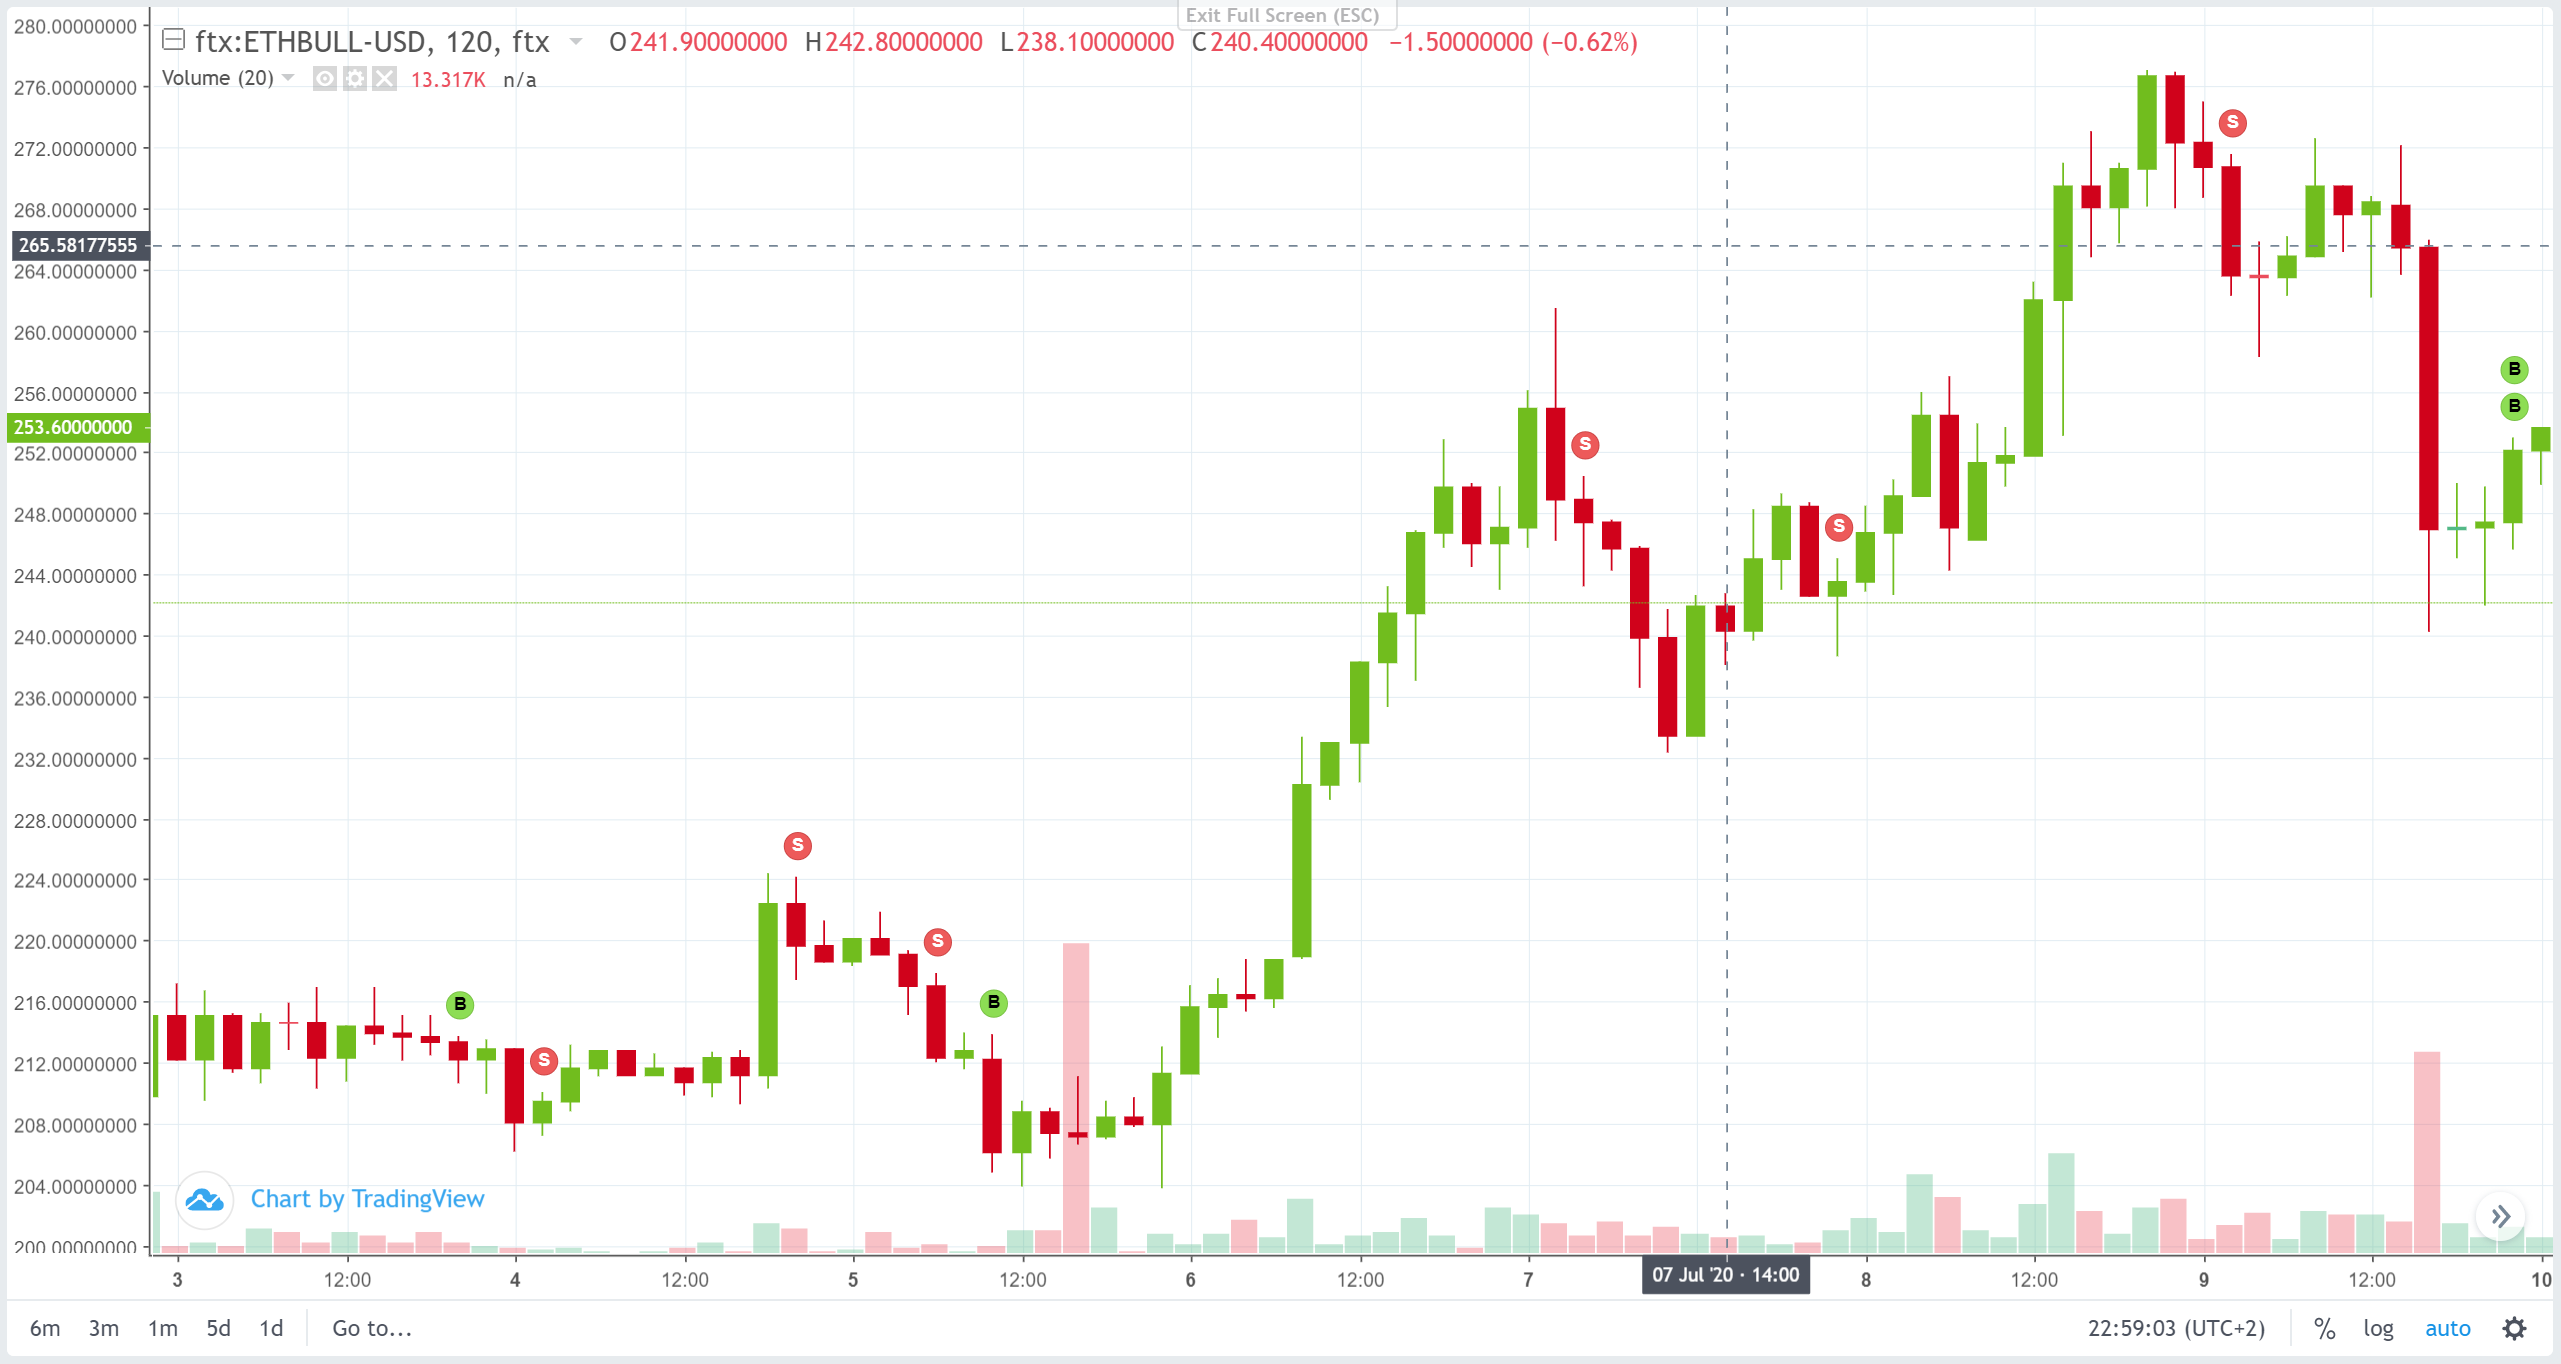 Exit Full Screen (ESC)
ftx:ETHBULL-USD, 120, ftx O241.90000000 H242.80000000 L238.10000000 C240.40000000 −1.50000000 (−0.62%)
Volume (20) 13.317K n/a
280.00000000
276.00000000
272.00000000
268.00000000
265.58177555
264.00000000
260.00000000
256.00000000
253.60000000
252.00000000
248.00000000
244.00000000
240.00000000
236.00000000
232.00000000
228.00000000
224.00000000
220.00000000
216.00000000
212.00000000
208.00000000
204.00000000
200.00000000
S
B
B
S
S
S
S
B
B
S
Chart by TradingView
3 12:00 4 12:00 5 12:00 6 12:00 7 07 Jul '20 · 14:00 8 12:00 9 12:00 10
6m 3m 1m 5d 1d Go to... 22:59:03 (UTC+2) % log auto